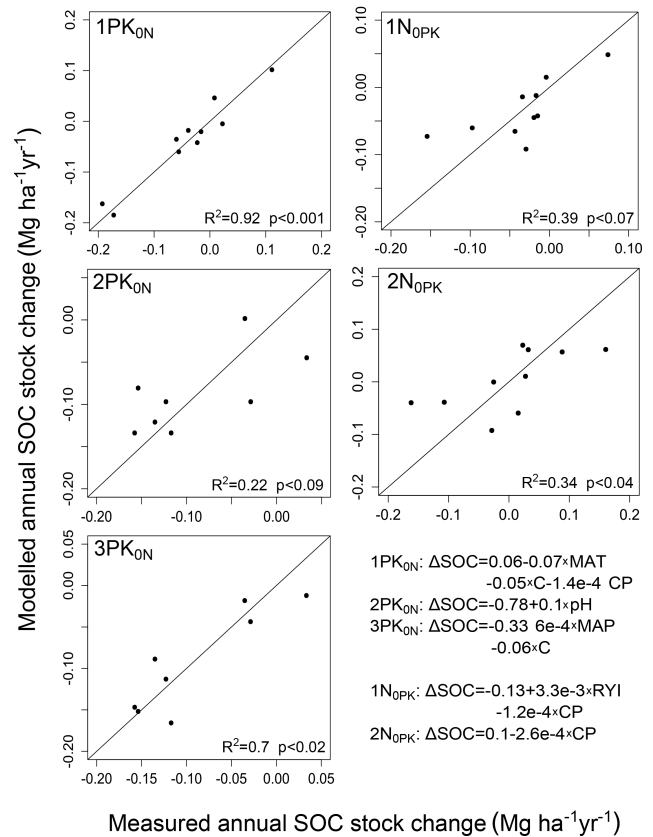 Modelled annual SOC stock change (Mg ha⁻¹yr⁻¹)
1PK0N
0.2
0.1
0.0
-0.1
-0.2
R²=0.92 p<0.001
-0.2 -0.1 0.0 0.1 0.2
1N0PK
0.10
0.00
-0.10
-0.20
R²=0.39 p<0.07
-0.20 -0.10 0.00 0.10
2PK0N
0.00
-0.10
-0.20
R²=0.22 p<0.09
-0.20 -0.10 0.00
2N0PK
0.2
0.1
0.0
-0.1
-0.2
R²=0.34 p<0.04
-0.2 -0.1 0.0 0.1 0.2
3PK0N
0.05
0.00
-0.10
-0.20
R²=0.7 p<0.02
-0.20 -0.15 -0.10 -0.05 0.00 0.05
1PK0N: ΔSOC=0.06-0.07×MAT
-0.05×C-1.4e-4 CP
2PK0N: ΔSOC=-0.78+0.1×pH
3PK0N: ΔSOC=-0.33 6e-4×MAP
-0.06×C
1N0PK: ΔSOC=-0.13+3.3e-3×RYI
-1.2e-4×CP
2N0PK: ΔSOC=0.1-2.6e-4×CP
Measured annual SOC stock change (Mg ha⁻¹yr⁻¹)